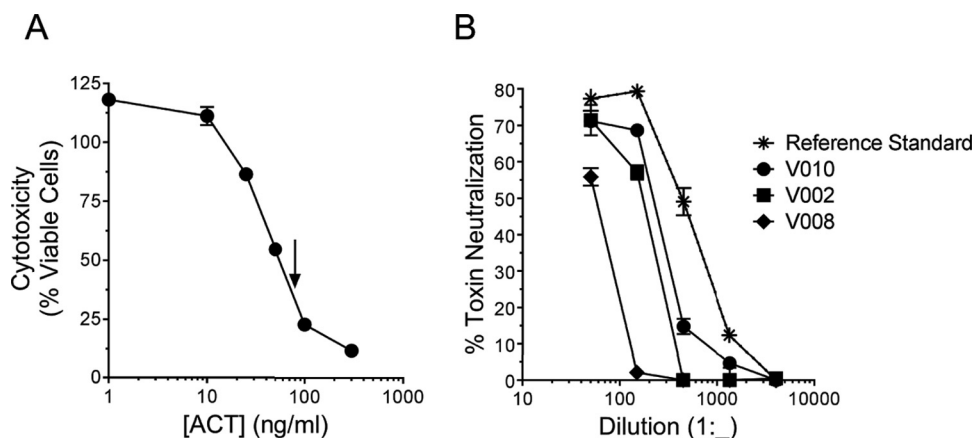 A
Cytotoxicity
(% Viable Cells)
125
100
75
50
25
0
1
10
100
1000
[ACT] (ng/ml)
B
% Toxin Neutralization
80
70
60
50
40
30
20
10
0
10
100
1000
10000
Dilution (1:_)
Reference Standard
V010
V002
V008